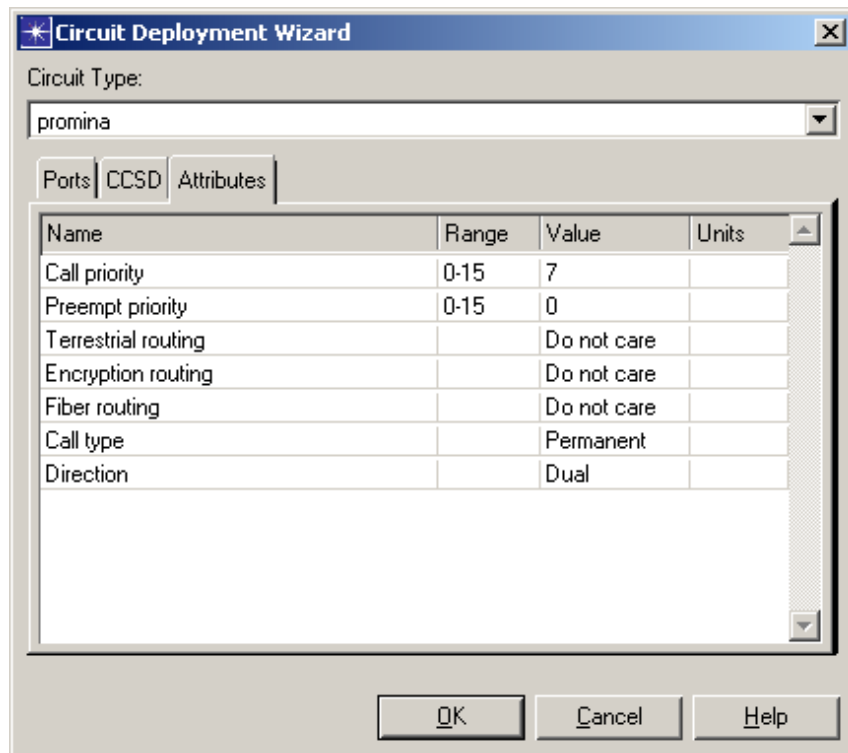 Circuit Deployment Wizard
Circuit Type:
promina
Ports CCSD Attributes
Name Range Value Units
Call priority 0-15 7
Preempt priority 0-15 0
Terrestrial routing Do not care
Encryption routing Do not care
Fiber routing Do not care
Call type Permanent
Direction Dual
OK Cancel Help